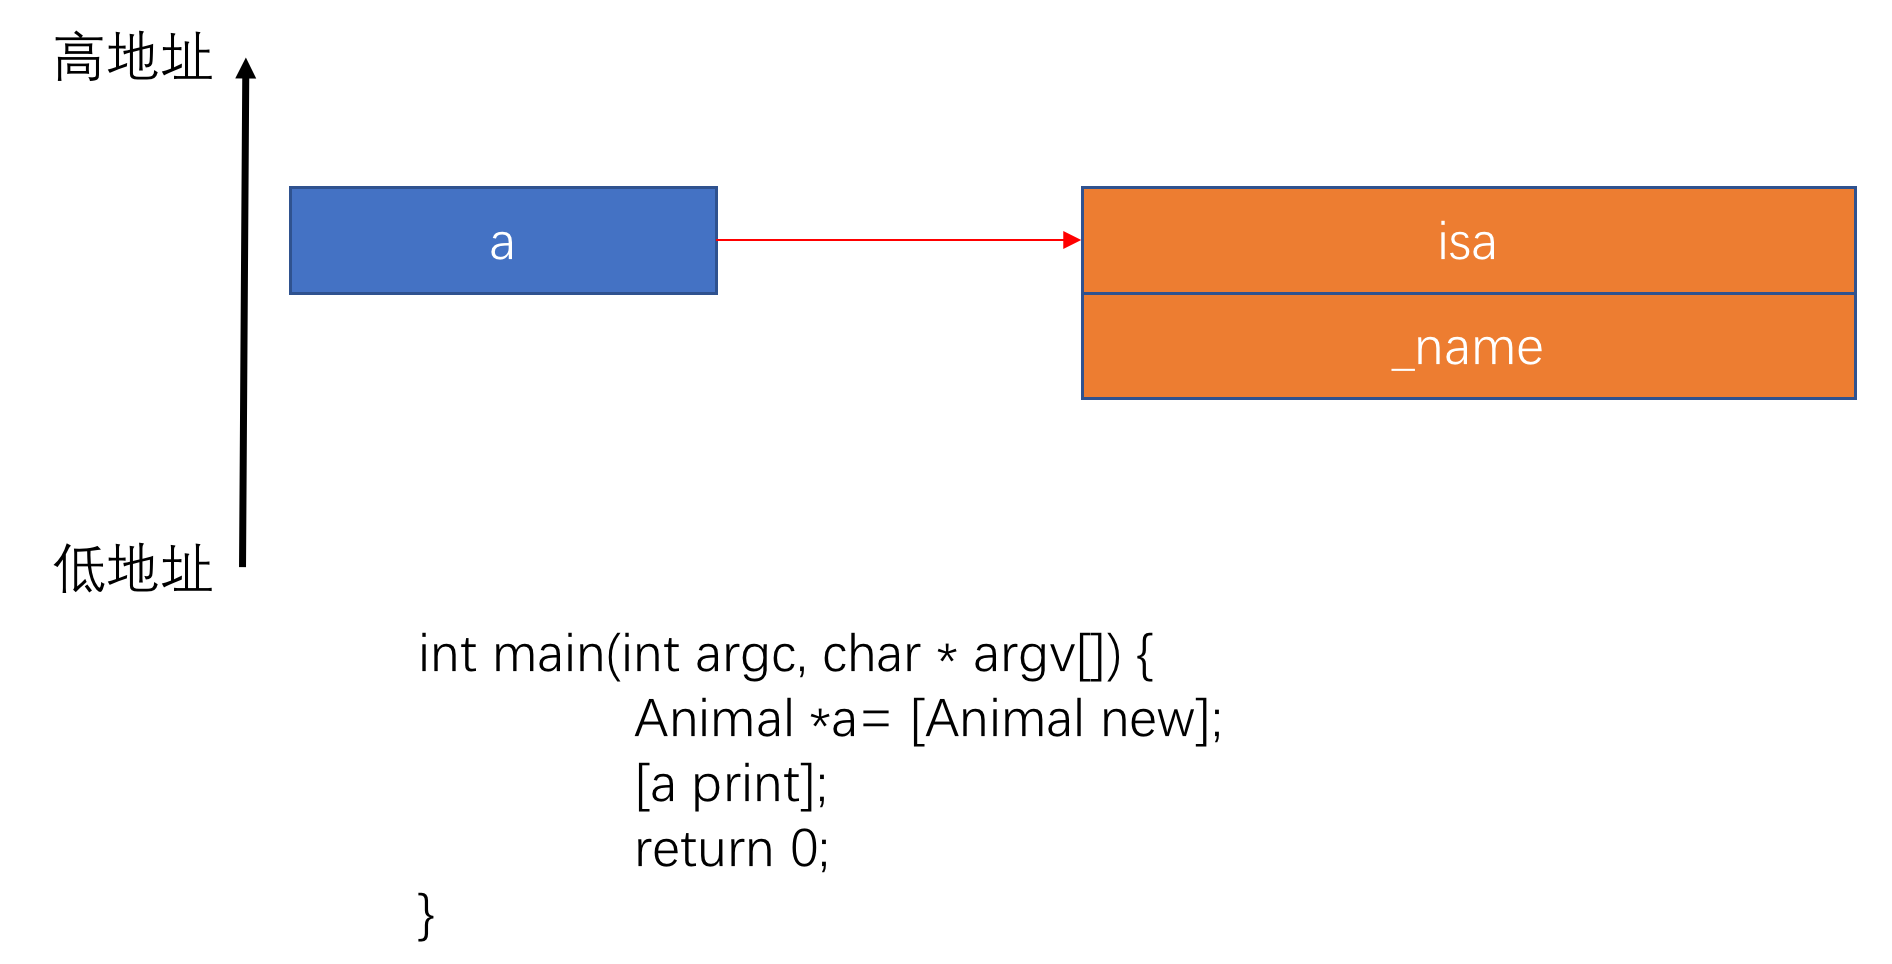 高地址
a
isa
_name
低地址
int main(int argc, char * argv[]) {
Animal *a= [Animal new];
[a print];
return 0;
}